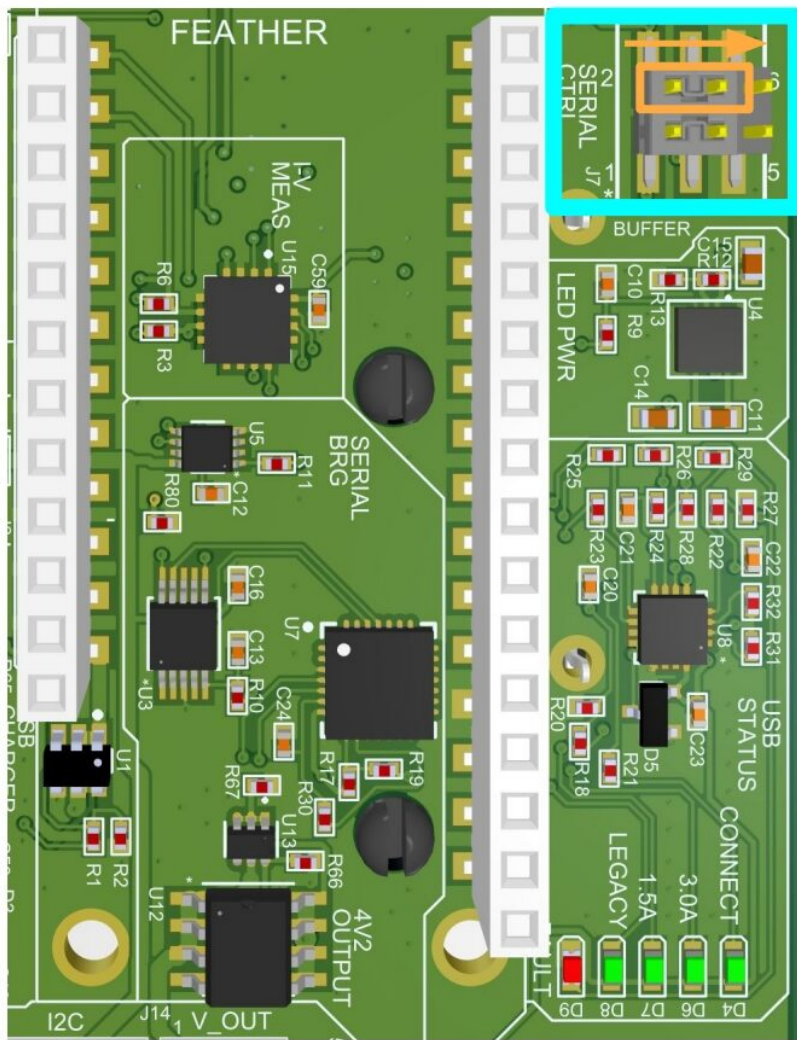 FEATHER
SERIAL
CTRL
2
6
1
5
J7
*
BUFFER
I-V
MEAS
U15
C59
R6
R3
LED PWR
C10
R13
C15
R9
U4
C14
C11
U5
R11
C12
R80
SERIAL
BRG
R25
R26
R29
R23
C21
R24
R28
R22
R27
C22
C20
R32
R31
U8 *
C16
C13
R10
*U3
U7
C24
R17
R19
R67
R30
U13
R66
U1
R1
R2
R20
R18
R21
D5
C23
USB
STATUS
CONNECT
3.0A
1.5A
LEGACY
D9
D8
D7
D6
D4
*
U12
4V2
OUTPUT
J14
1
V_OUT
I2C